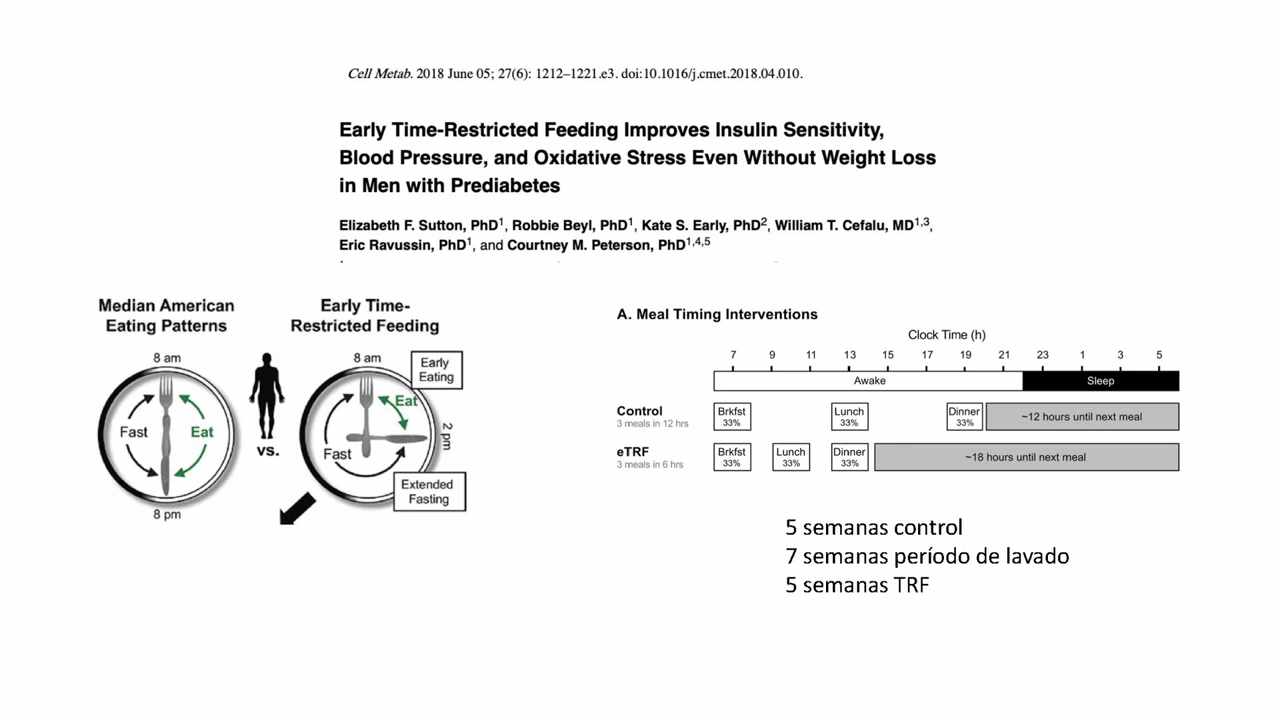 Cell Metab. 2018 June 05; 27(6): 1212–1221.e3. doi:10.1016/j.cmet.2018.04.010.
Early Time-Restricted Feeding Improves Insulin Sensitivity,
Blood Pressure, and Oxidative Stress Even Without Weight Loss
in Men with Prediabetes
Elizabeth F. Sutton, PhD1, Robbie Beyl, PhD1, Kate S. Early, PhD2, William T. Cefalu, MD1,3,
Eric Ravussin, PhD1, and Courtney M. Peterson, PhD1,4,5
Median American
Eating Patterns
8 am
Fast
Eat
8 pm
vs.
Early Time-
Restricted Feeding
8 am
Early
Eating
Eat
2 pm
Fast
Extended
Fasting
A. Meal Timing Interventions
Clock Time (h)
7 9 11 13 15 17 19 21 23 1 3 5
Awake Sleep
Control
3 meals in 12 hrs
Brkfst
33%
Lunch
33%
Dinner
33%
~12 hours until next meal
eTRF
3 meals in 6 hrs
Brkfst
33%
Lunch
33%
Dinner
33%
~18 hours until next meal
5 semanas control
7 semanas período de lavado
5 semanas TRF